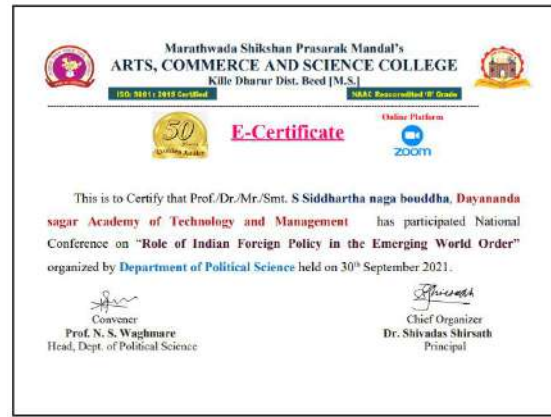 Marathwada Shikshan Prasarak Mandal's
ARTS, COMMERCE AND SCIENCE COLLEGE
Kille Dharur Dist. Beed [M.S.]
ISO: 9001: 2015 Certified
NAAC Reaccredited 'B' Grade
50
Online Platform
E-Certificate
zoom
This is to Certify that Prof./Dr./Mr./Smt. S Siddhartha naga bouddha, Dayananda
sagar Academy of Technology and Management has participated National
Conference on "Role of Indian Foreign Policy in the Emerging World Order"
organized by Department of Political Science held on 30th September 2021.
Convener
Prof. N. S. Waghmare
Head, Dept. of Political Science
Chief Organizer
Dr. Shivadas Shirsath
Principal